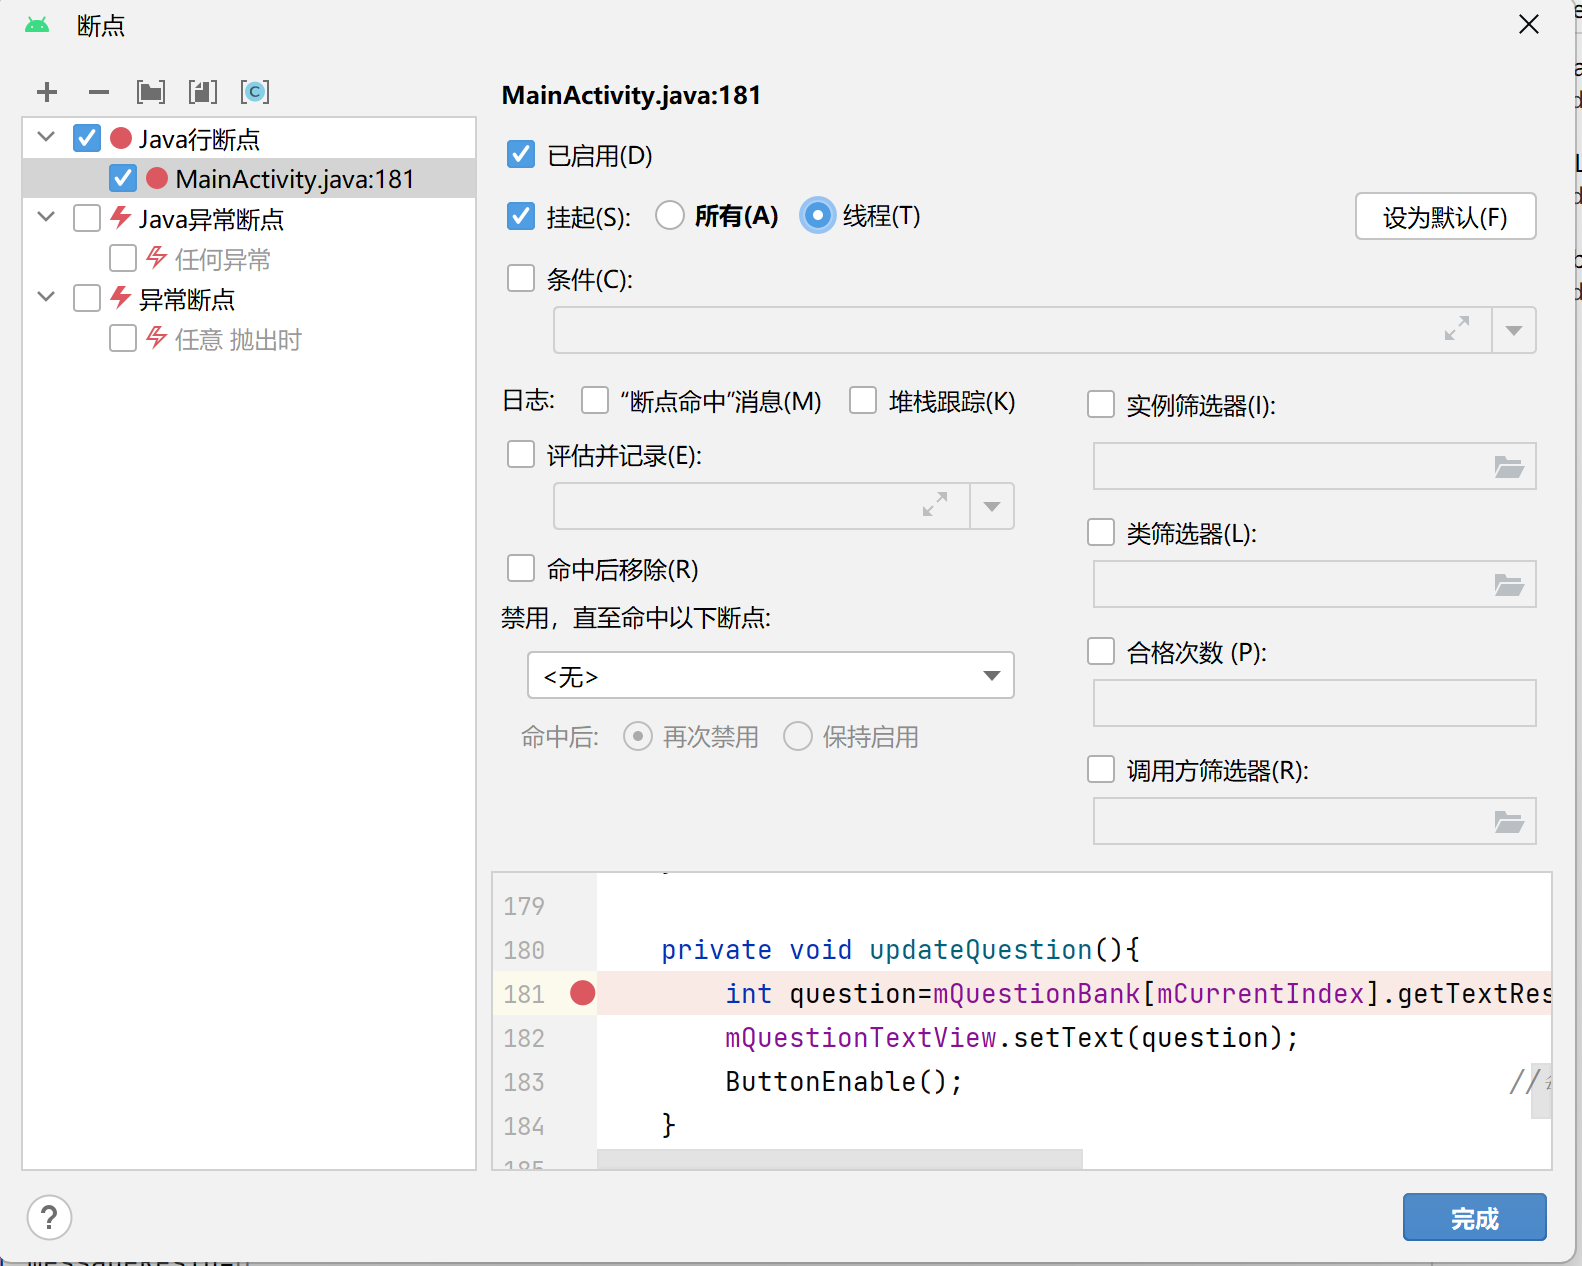 断点
Java行断点
MainActivity.java:181
Java异常断点
任何异常
异常断点
任意 抛出时
MainActivity.java:181
已启用(D)
挂起(S): 所有(A) 线程(T) 设为默认(F)
条件(C):
日志: “断点命中”消息(M) 堆栈跟踪(K)
评估并记录(E):
命中后移除(R)
禁用，直至命中以下断点:
<无>
命中后: 再次禁用 保持启用
实例筛选器(I):
类筛选器(L):
合格次数 (P):
调用方筛选器(R):
179
180 private void updateQuestion(){
181 int question=mQuestionBank[mCurrentIndex].getTextRes
182 mQuestionTextView.setText(question);
183 ButtonEnable(); //
184 }
185
?
完成